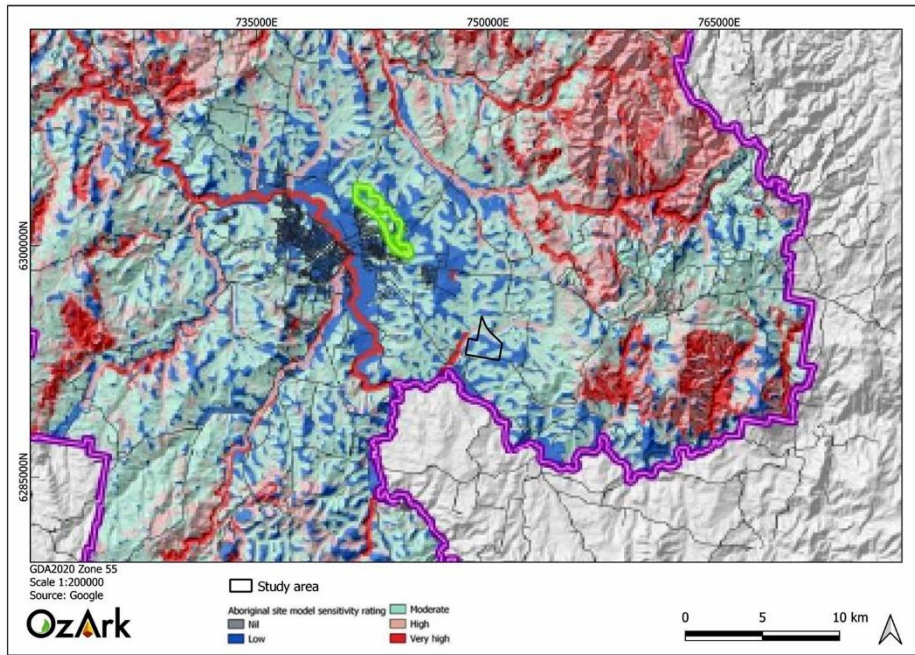 735000E 750000E 765000E
6300000N
6285000N
GDA2020 Zone 55
Scale 1:200000
Source: Google
OzArk
Study area
Aboriginal site model sensitivity rating
Nil
Low
Moderate
High
Very high
0 5 10 km